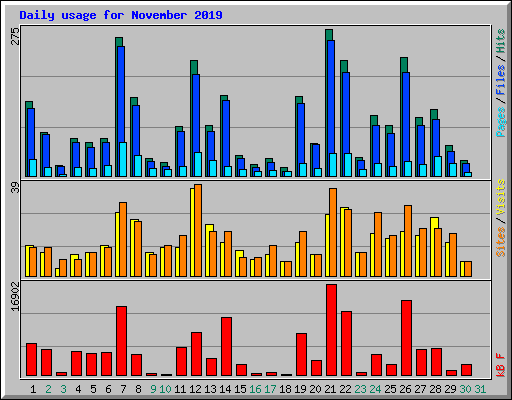 Daily usage for November 2019
275
Pages / Files / Hits
39
Sites / Visits
16902
kB F
1 2 3 4 5 6 7 8 9 10 11 12 13 14 15 16 17 18 19 20 21 22 23 24 25 26 27 28 29 30 31